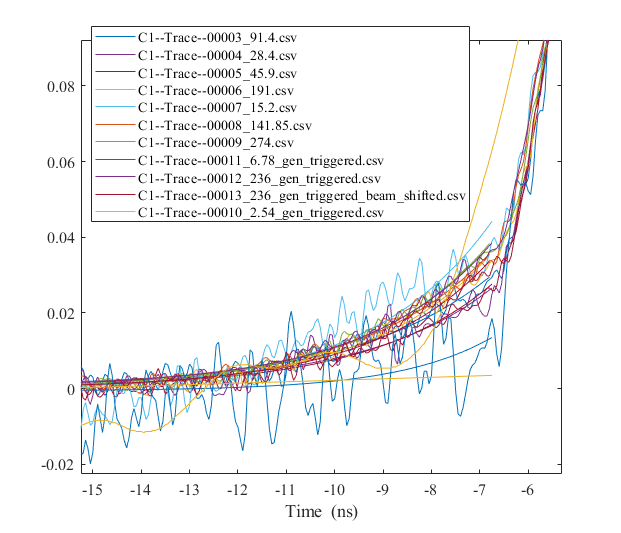 C1--Trace--00003_91.4.csv
C1--Trace--00004_28.4.csv
C1--Trace--00005_45.9.csv
C1--Trace--00006_191.csv
C1--Trace--00007_15.2.csv
C1--Trace--00008_141.85.csv
C1--Trace--00009_274.csv
C1--Trace--00011_6.78_gen_triggered.csv
C1--Trace--00012_236_gen_triggered.csv
C1--Trace--00013_236_gen_triggered_beam_shifted.csv
C1--Trace--00010_2.54_gen_triggered.csv
0.08
0.06
0.04
0.02
0
-0.02
-15 -14 -13 -12 -11 -10 -9 -8 -7 -6
Time (ns)